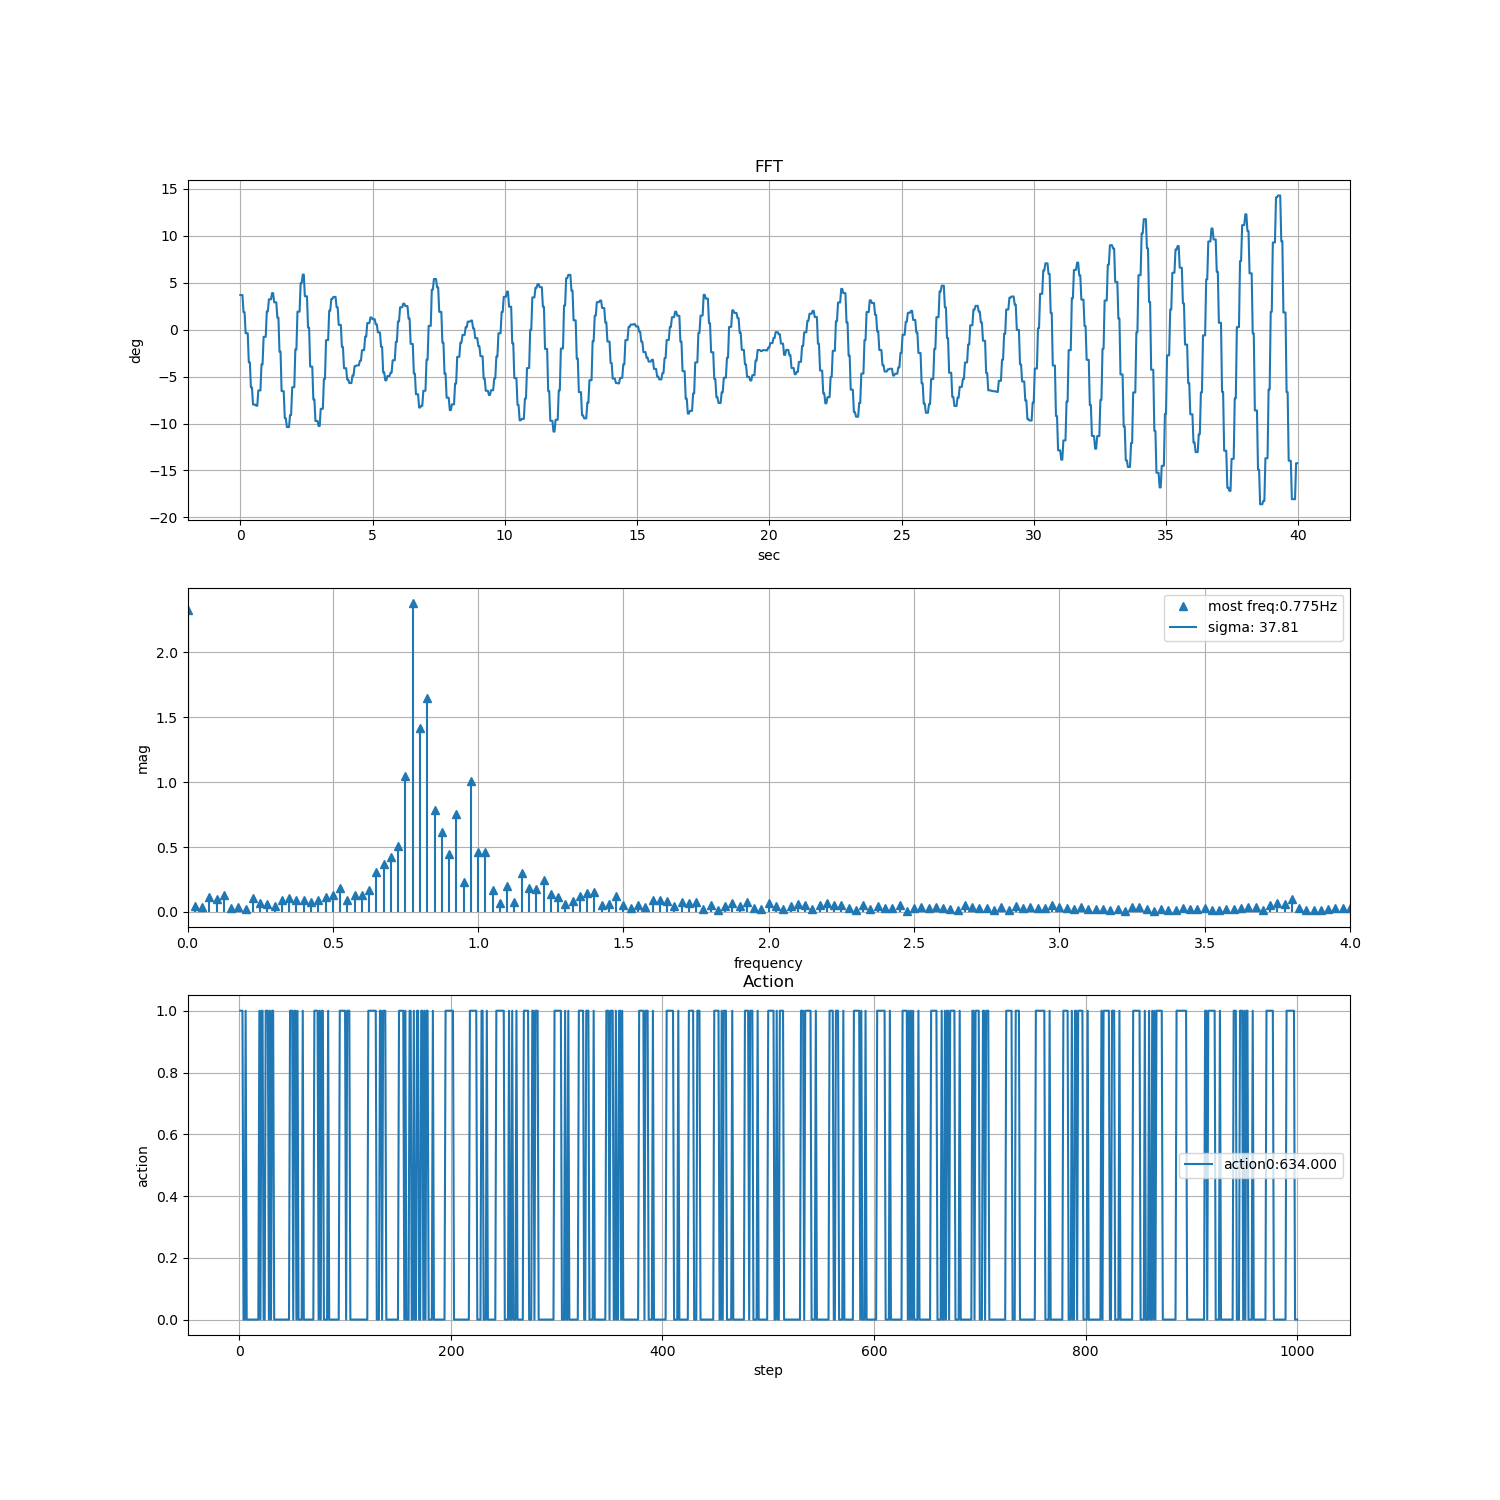 FFT
15
10
5
0
−5
−10
−15
−20
deg
0 5 10 15 20 25 30 35 40
sec
most freq:0.775Hz
sigma: 37.81
2.0
1.5
1.0
0.5
0.0
mag
0.0 0.5 1.0 1.5 2.0 2.5 3.0 3.5 4.0
frequency
Action
1.0
0.8
0.6
0.4
0.2
0.0
action
action0:634.000
0 200 400 600 800 1000
step